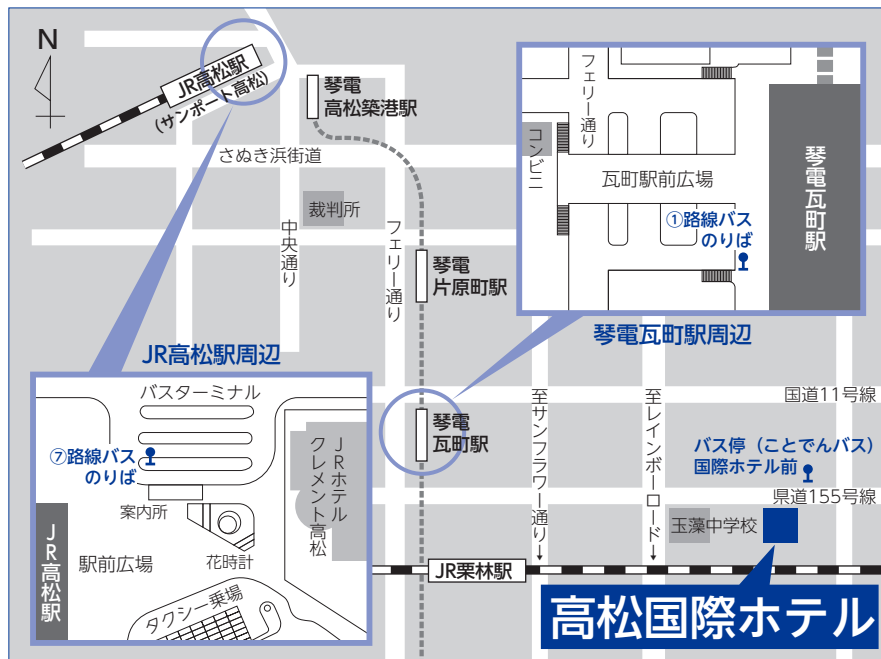 N
JR高松駅
(サンポート高松)
琴電
高松築港駅
さぬき浜街道
裁判所
中央通り
フェリー通り
琴電
片原町駅
フェリー通り
コンビニ
瓦町駅前広場
琴電瓦町駅
①路線バス
のりば
琴電瓦町駅周辺
JR高松駅周辺
バスターミナル
⑦路線バス
のりば
案内所
JRホテル
クレメント高松
JR高松駅
駅前広場
花時計
タクシー乗場
琴電
瓦町駅
国道11号線
至サンフラワー通り→
至レインボーロード→
バス停（ことでんバス）
国際ホテル前
県道155号線
玉藻中学校
JR栗林駅
高松国際ホテル